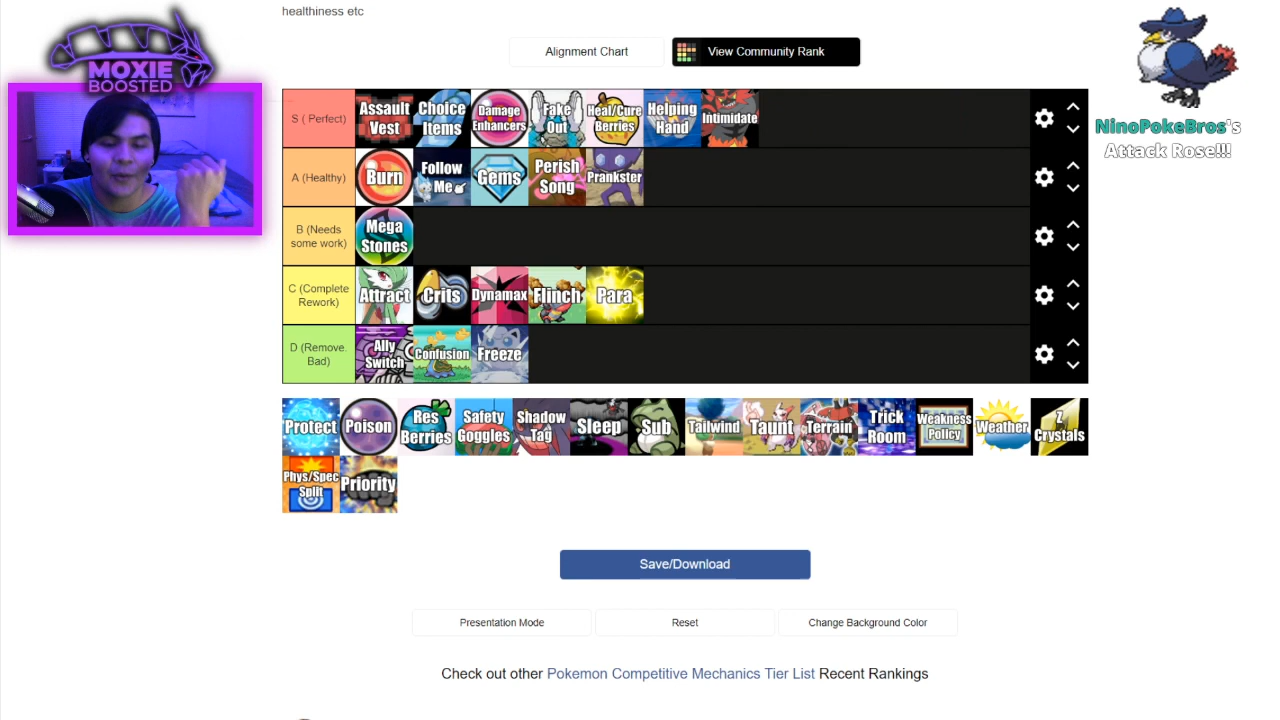 healthiness etc
MOXIE
BOOSTED
Alignment Chart
View Community Rank
NinoPokeBros's
Attack Rose!!!
S ( Perfect)
Assault
Vest
Choice
Items
Damage
Enhancers
Fake
Out
Heal/Cure
Berries
Helping
Hand
Intimidate
A (Healthy)
Burn
Follow
Me
Gems
Perish
Song
Prankster
B (Needs
some work)
Mega
Stones
C (Complete
Rework)
Attract
Crits
Dynamax
Flinch
Para
D (Remove.
Bad)
Ally
Switch
Confusion
Freeze
Protect
Poison
Res
Berries
Safety
Goggles
Shadow
Tag
Sleep
Sub
Tailwind
Taunt
Terrain
Trick
Room
Weakness
Policy
Weather
Z
Crystals
Phys/Spec
Split
Priority
Save/Download
Presentation Mode
Reset
Change Background Color
Check out other Pokemon Competitive Mechanics Tier List Recent Rankings